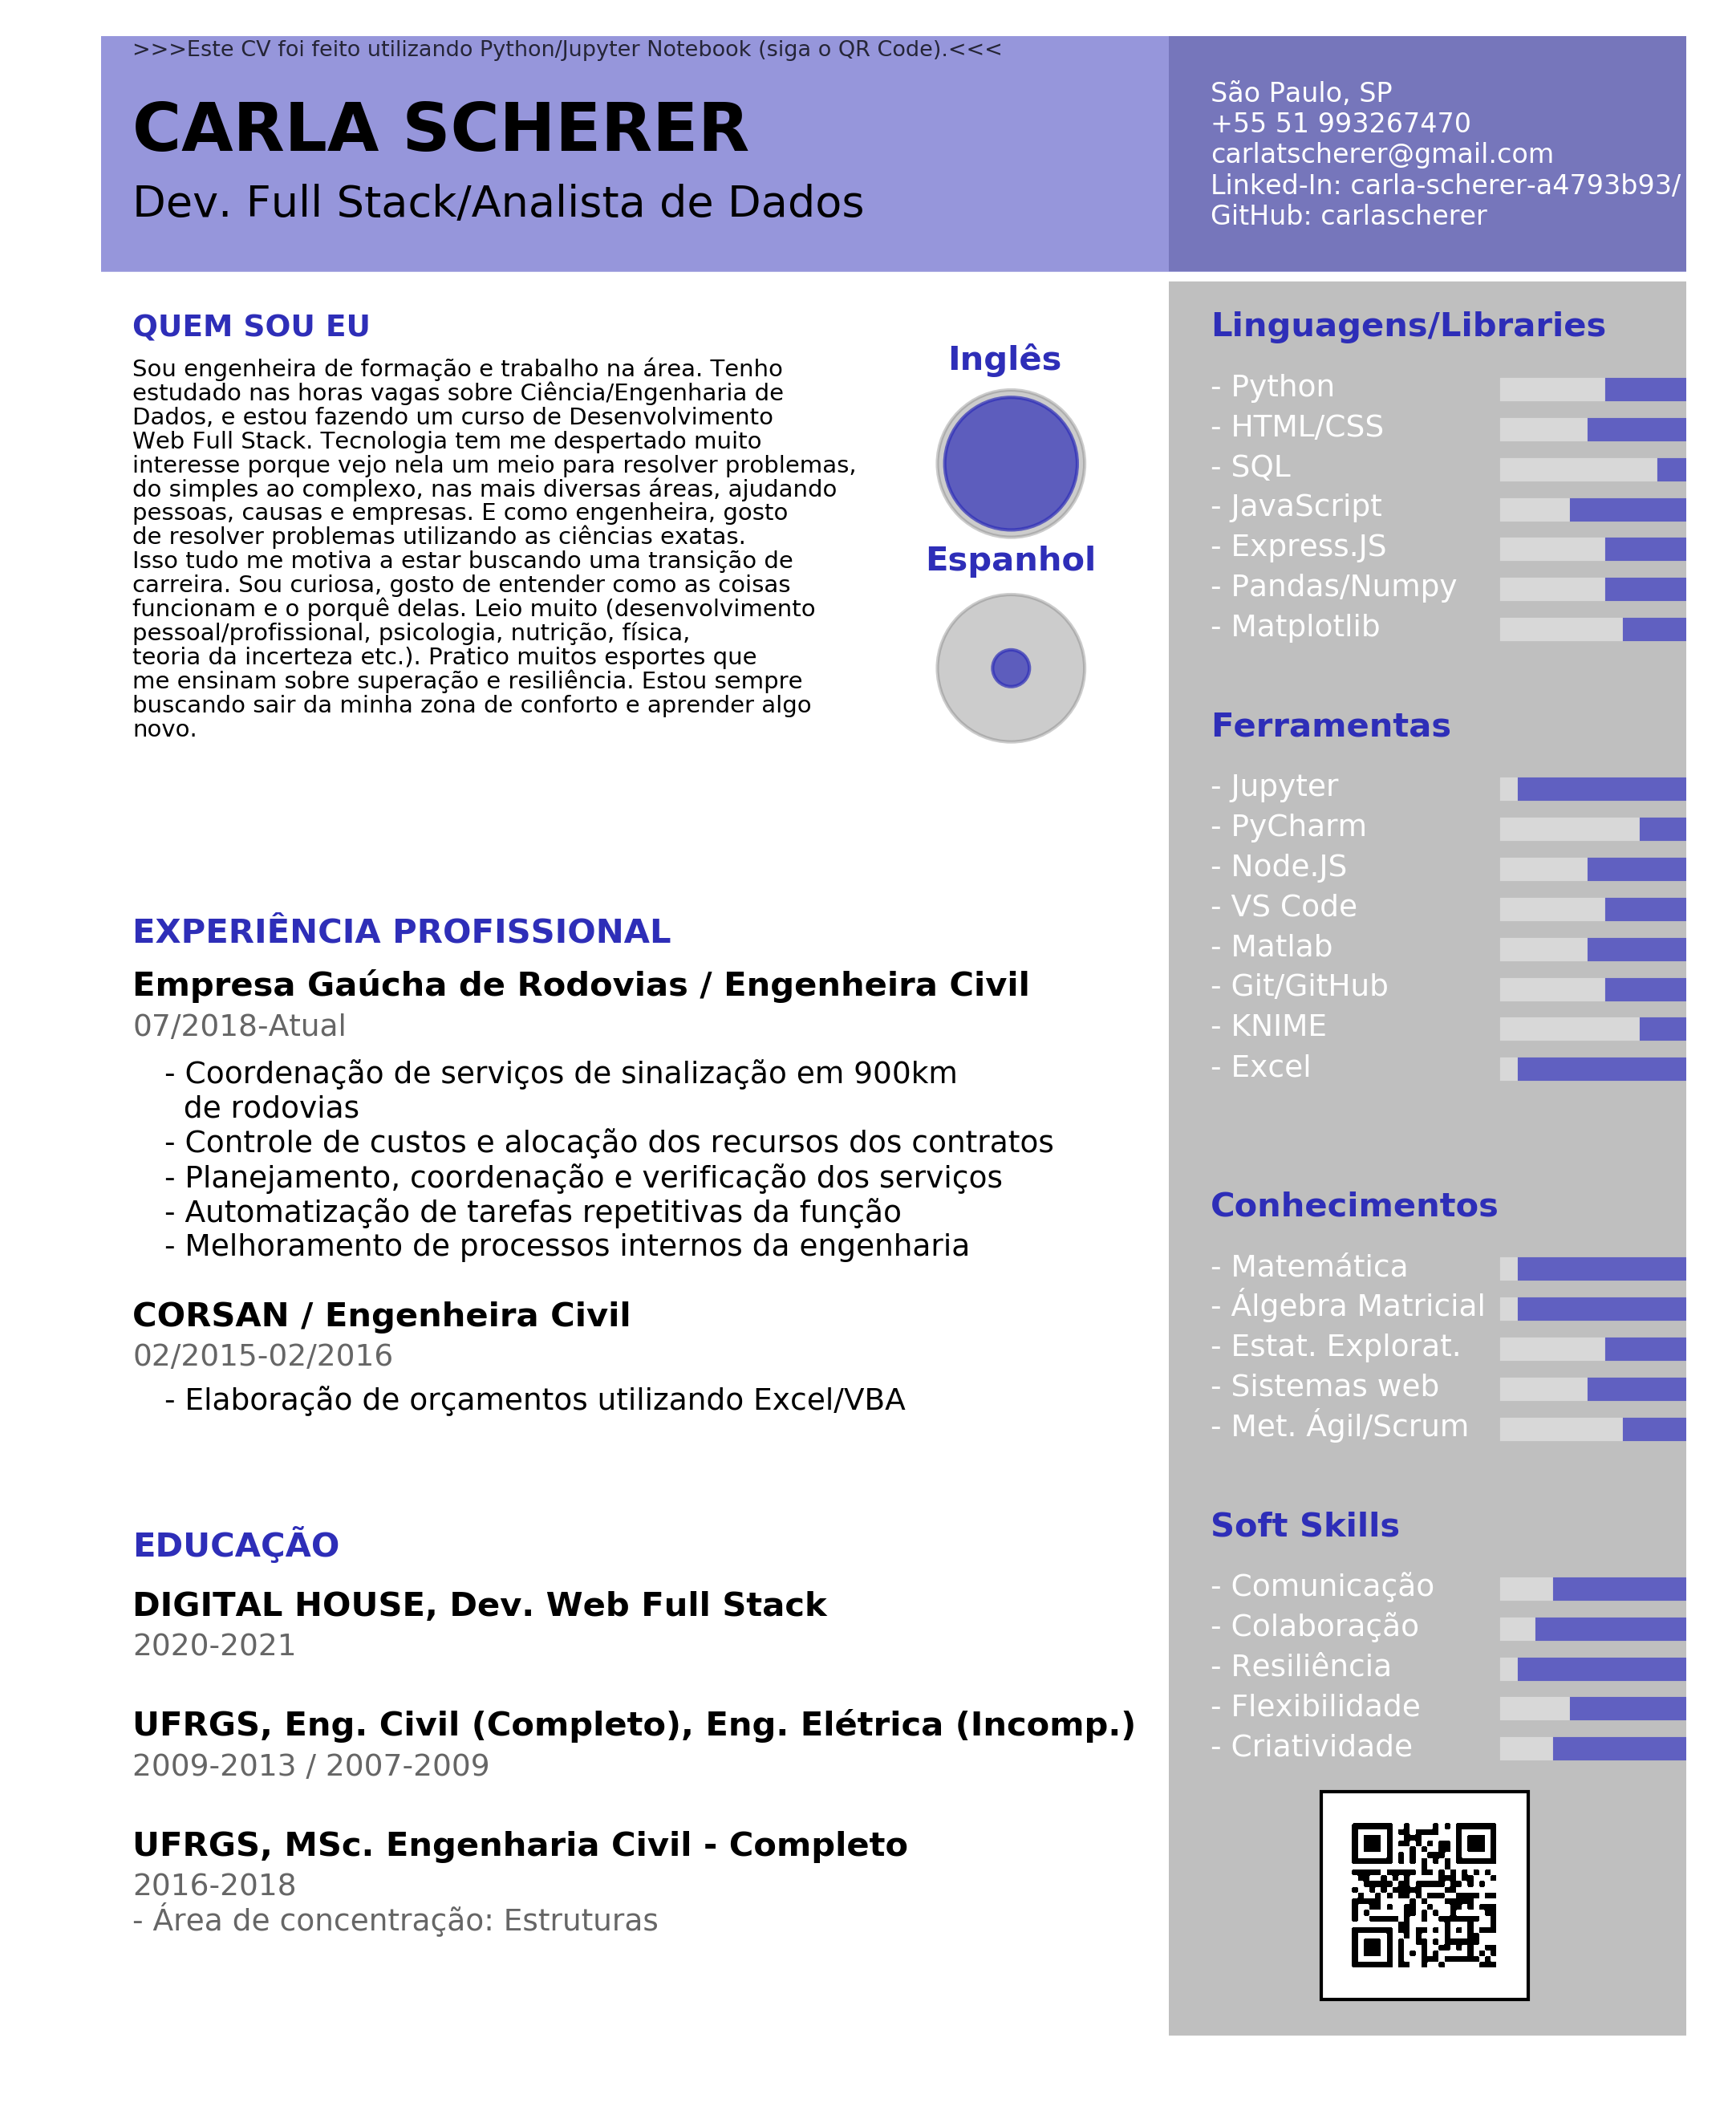 >>>Este CV foi feito utilizando Python/Jupyter Notebook (siga o QR Code).<<<
CARLA SCHERER
Dev. Full Stack/Analista de Dados
São Paulo, SP
+55 51 993267470
carlatscherer@gmail.com
Linked-In: carla-scherer-a4793b93/
GitHub: carlascherer
QUEM SOU EU
Sou engenheira de formação e trabalho na área. Tenho
estudado nas horas vagas sobre Ciência/Engenharia de
Dados, e estou fazendo um curso de Desenvolvimento
Web Full Stack. Tecnologia tem me despertado muito
interesse porque vejo nela um meio para resolver problemas,
do simples ao complexo, nas mais diversas áreas, ajudando
pessoas, causas e empresas. E como engenheira, gosto
de resolver problemas utilizando as ciências exatas.
Isso tudo me motiva a estar buscando uma transição de
carreira. Sou curiosa, gosto de entender como as coisas
funcionam e o porquê delas. Leio muito (desenvolvimento
pessoal/profissional, psicologia, nutrição, física,
teoria da incerteza etc.). Pratico muitos esportes que
me ensinam sobre superação e resiliência. Estou sempre
buscando sair da minha zona de conforto e aprender algo
novo.
Inglês
Espanhol
EXPERIÊNCIA PROFISSIONAL
Empresa Gaúcha de Rodovias / Engenheira Civil
07/2018-Atual
- Coordenação de serviços de sinalização em 900km
de rodovias
- Controle de custos e alocação dos recursos dos contratos
- Planejamento, coordenação e verificação dos serviços
- Automatização de tarefas repetitivas da função
- Melhoramento de processos internos da engenharia
CORSAN / Engenheira Civil
02/2015-02/2016
- Elaboração de orçamentos utilizando Excel/VBA
EDUCAÇÃO
DIGITAL HOUSE, Dev. Web Full Stack
2020-2021
UFRGS, Eng. Civil (Completo), Eng. Elétrica (Incomp.)
2009-2013 / 2007-2009
UFRGS, MSc. Engenharia Civil - Completo
2016-2018
- Área de concentração: Estruturas
Linguagens/Libraries
- Python
- HTML/CSS
- SQL
- JavaScript
- Express.JS
- Pandas/Numpy
- Matplotlib
Ferramentas
- Jupyter
- PyCharm
- Node.JS
- VS Code
- Matlab
- Git/GitHub
- KNIME
- Excel
Conhecimentos
- Matemática
- Álgebra Matricial
- Estat. Explorat.
- Sistemas web
- Met. Ágil/Scrum
Soft Skills
- Comunicação
- Colaboração
- Resiliência
- Flexibilidade
- Criatividade